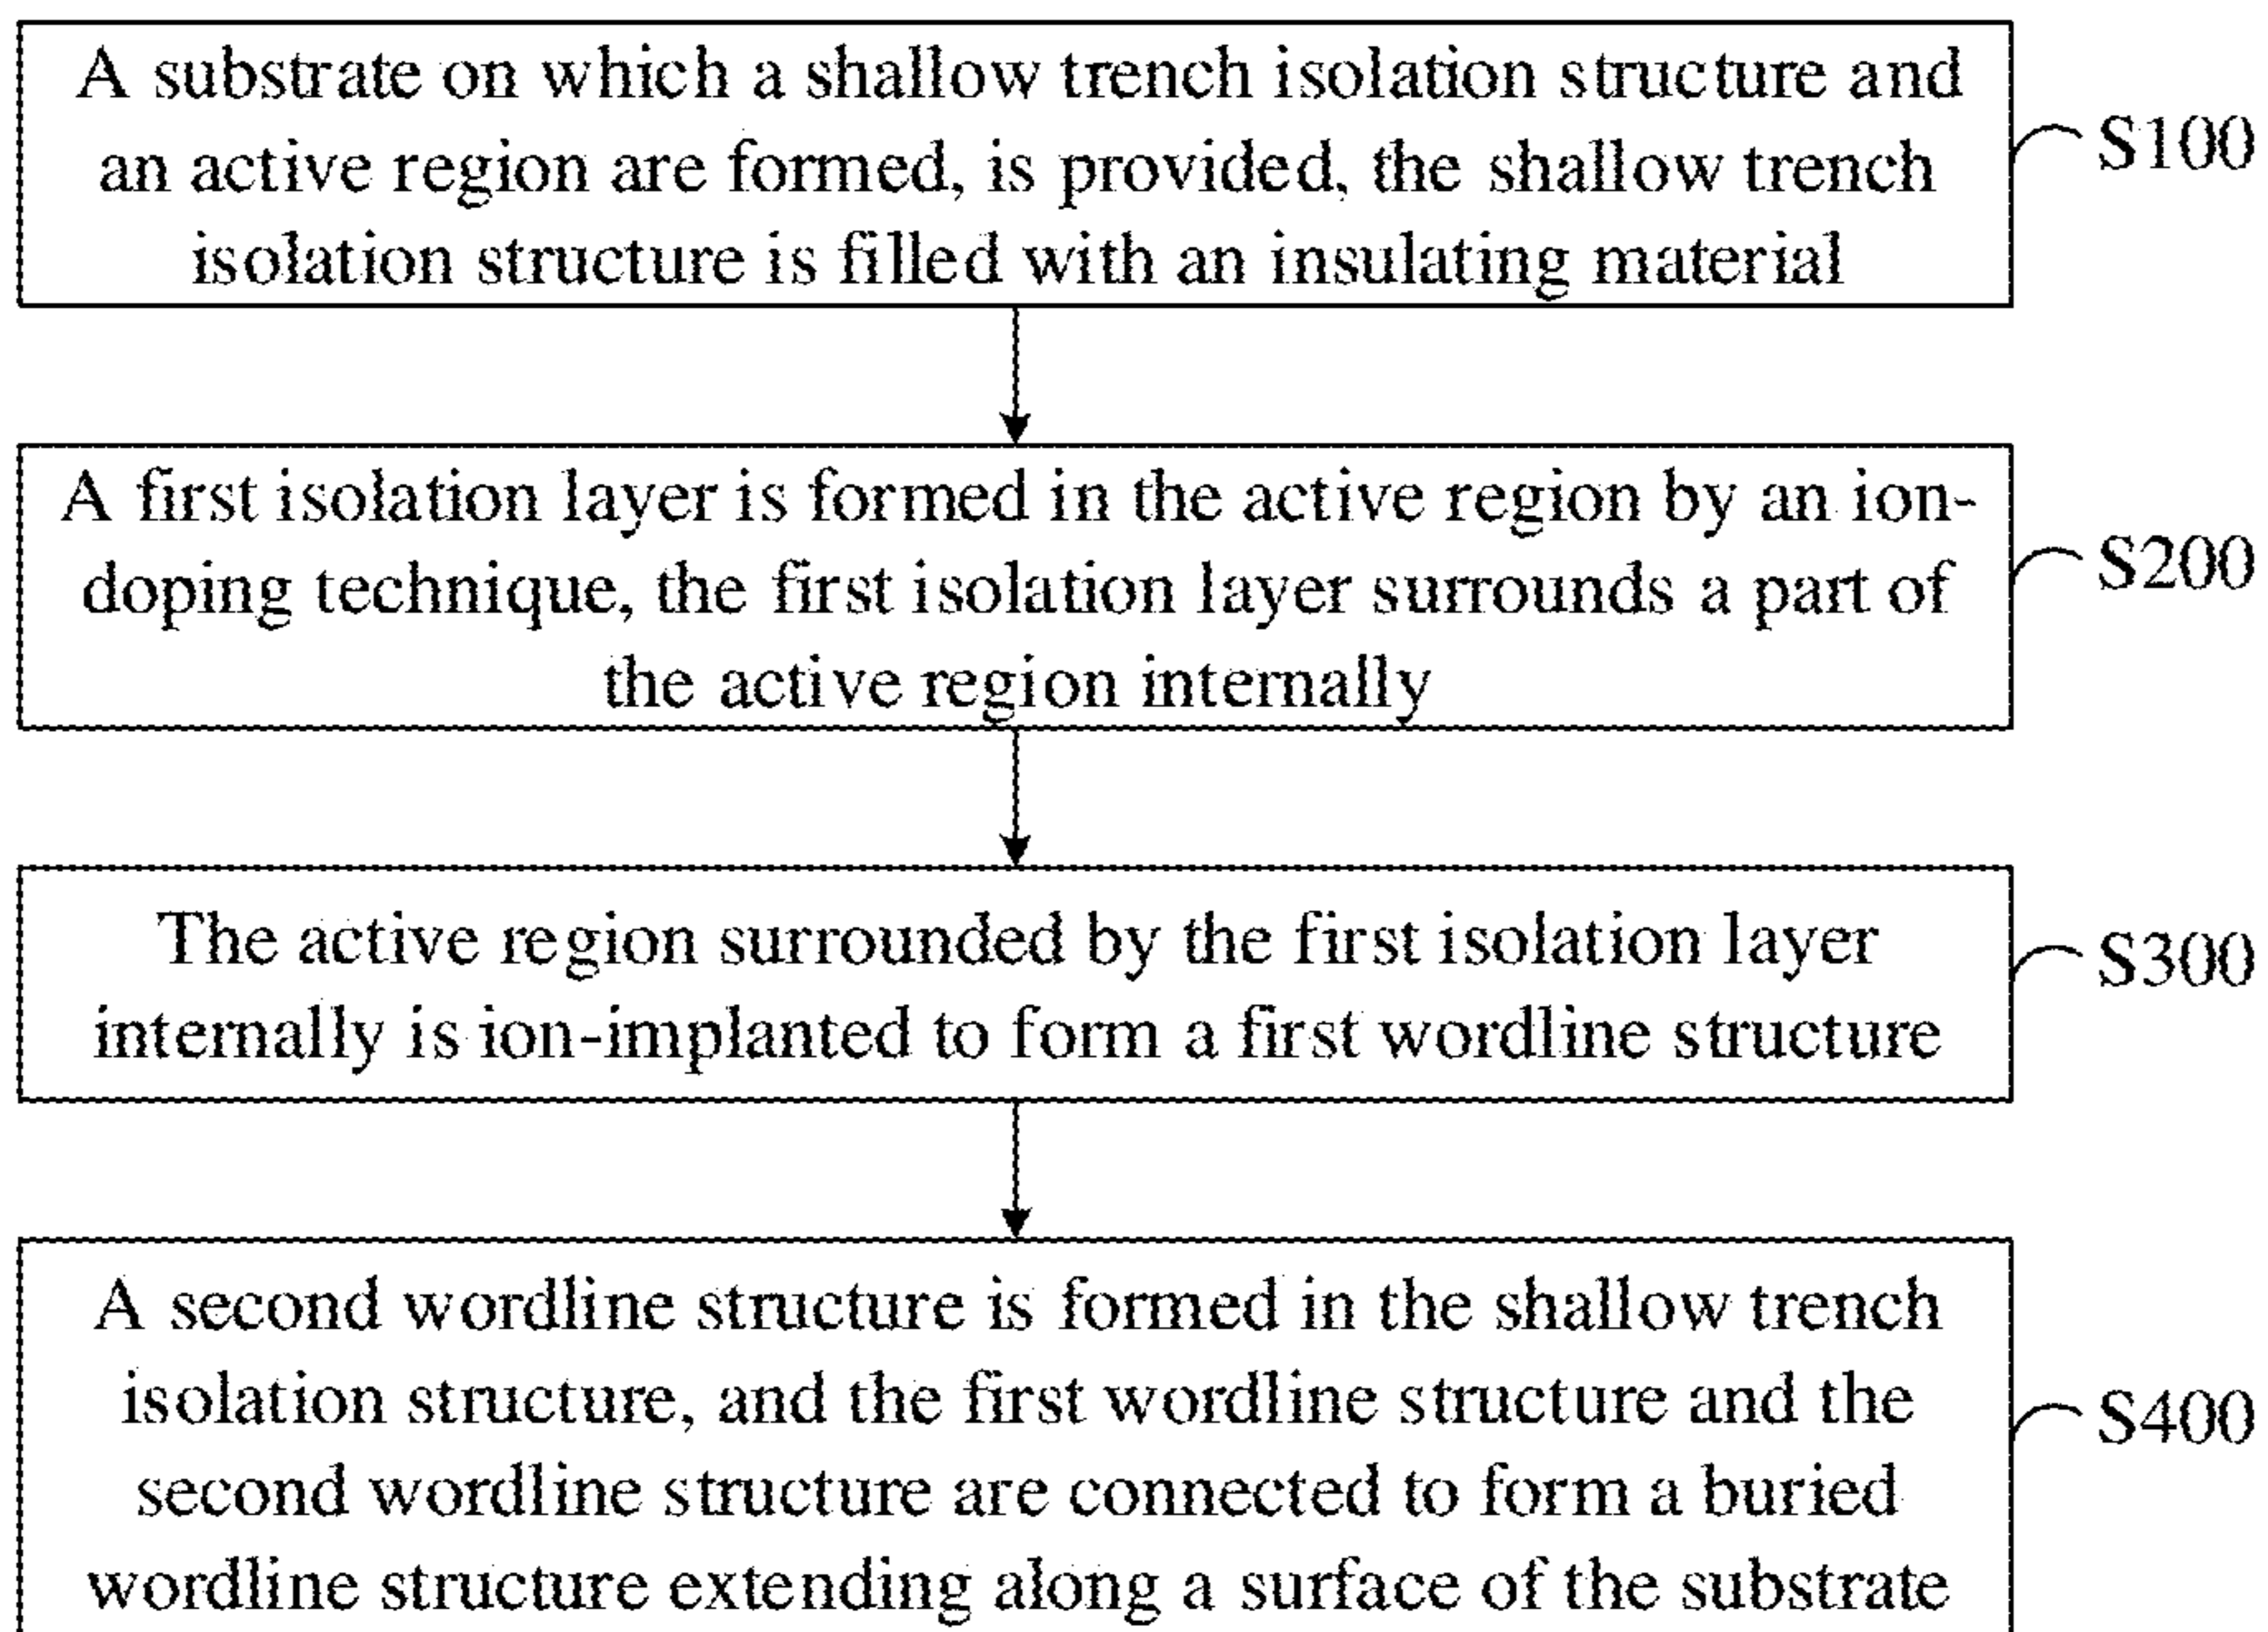 A substrate on which a shallow trench isolation structure and
an active region are formed, is provided, the shallow trench
isolation structure is filled with an insulating material
S100
A first isolation layer is formed in the active region by an ion-
doping technique, the first isolation layer surrounds a part of
the active region internally
S200
The active region surrounded by the first isolation layer
internally is ion-implanted to form a first wordline structure
S300
A second wordline structure is formed in the shallow trench
isolation structure, and the first wordline structure and the
second wordline structure are connected to form a buried
wordline structure extending along a surface of the substrate
S400